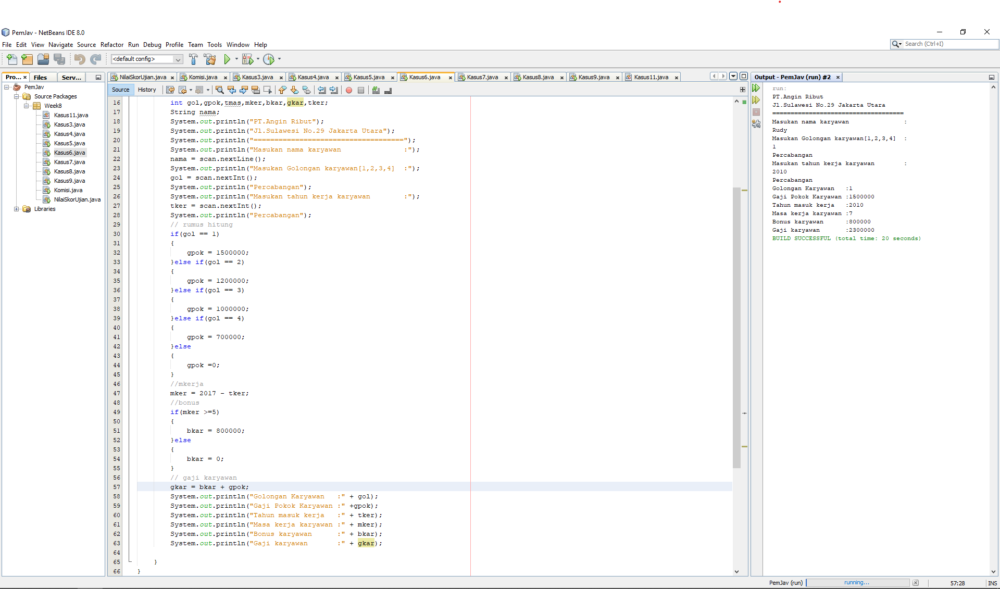 PemJav - NetBeans IDE 8.0
File Edit View Navigate Source Refactor Run Debug Profile Team Tools Window Help
Search (Ctrl+I)
<default config>
Pro... Files Serv...
PemJav
Source Packages
Week8
Kasus11.java
Kasus3.java
Kasus4.java
Kasus5.java
Kasus6.java
Kasus7.java
Kasus8.java
Kasus9.java
Komisi.java
NilaiSkorUjian.java
Libraries
NilaiSkorUjian.java Komisi.java Kasus3.java Kasus4.java Kasus5.java Kasus6.java Kasus7.java Kasus8.java Kasus9.java Kasus11.java
Source History
16 int gol,gpok,tmas,mker,bkar,gkar,tker;
17 String nama;
18 System.out.println("PT.Angin Ribut");
19 System.out.println("Jl.Sulawesi No.29 Jakarta Utara");
20 System.out.println("====================================");
21 System.out.println("Masukan nama karyawan               :");
22 nama = scan.nextLine();
23 System.out.println("Masukan Golongan karyawan[1,2,3,4]  :");
24 gol = scan.nextInt();
25 System.out.println("Percabangan");
26 System.out.println("Masukan tahun kerja karyawan        :");
27 tker = scan.nextInt();
28 System.out.println("Percabangan");
29 // rumus hitung
30 if(gol == 1)
31 {
32 gpok = 1500000;
33 }else if(gol == 2)
34 {
35 gpok = 1200000;
36 }else if(gol == 3)
37 {
38 gpok = 1000000;
39 }else if(gol == 4)
40 {
41 gpok = 700000;
42 }else
43 {
44 gpok =0;
45 }
46 //mkerja
47 mker = 2017 - tker;
48 //bonus
49 if(mker >=5)
50 {
51 bkar = 800000;
52 }else
53 {
54 bkar = 0;
55 }
56 // gaji karyawan
57 gkar = bkar + gpok;
58 System.out.println("Golongan Karyawan   :" + gol);
59 System.out.println("Gaji Pokok Karyawan :" +gpok);
60 System.out.println("Tahun masuk kerja   :" + tker);
61 System.out.println("Masa kerja karyawan :" + mker);
62 System.out.println("Bonus karyawan      :" + bkar);
63 System.out.println("Gaji karyawan       :" + gkar);
64
65 }
66 }
Output - PemJav (run) #2
run:
PT.Angin Ribut
Jl.Sulawesi No.29 Jakarta Utara
====================================
Masukan nama karyawan               :
Rudy
Masukan Golongan karyawan[1,2,3,4]  :
1
Percabangan
Masukan tahun kerja karyawan        :
2010
Percabangan
Golongan Karyawan   :1
Gaji Pokok Karyawan :1500000
Tahun masuk kerja   :2010
Masa kerja karyawan :7
Bonus karyawan      :800000
Gaji karyawan       :2300000
BUILD SUCCESSFUL (total time: 20 seconds)
PemJav (run) running... 57:28 INS